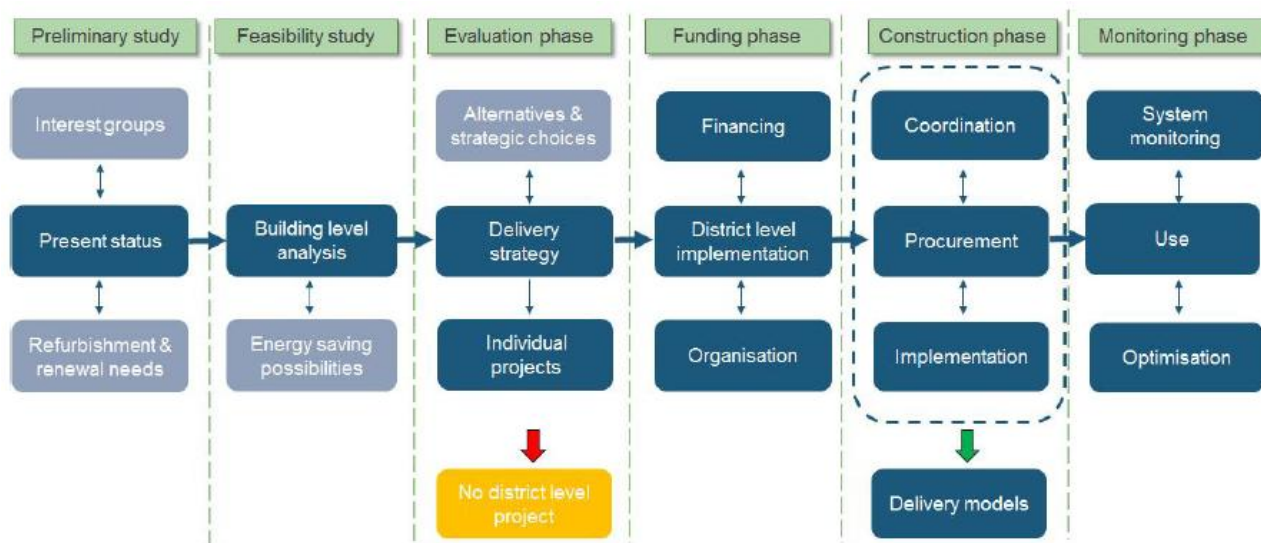 Preliminary study
Feasibility study
Evaluation phase
Funding phase
Construction phase
Monitoring phase
Interest groups
Alternatives &
strategic choices
Financing
Coordination
System
monitoring
Present status
Building level
analysis
Delivery
strategy
District level
implementation
Procurement
Use
Refurbishment &
renewal needs
Energy saving
possibilities
Individual
projects
Organisation
Implementation
Optimisation
No district level
project
Delivery models